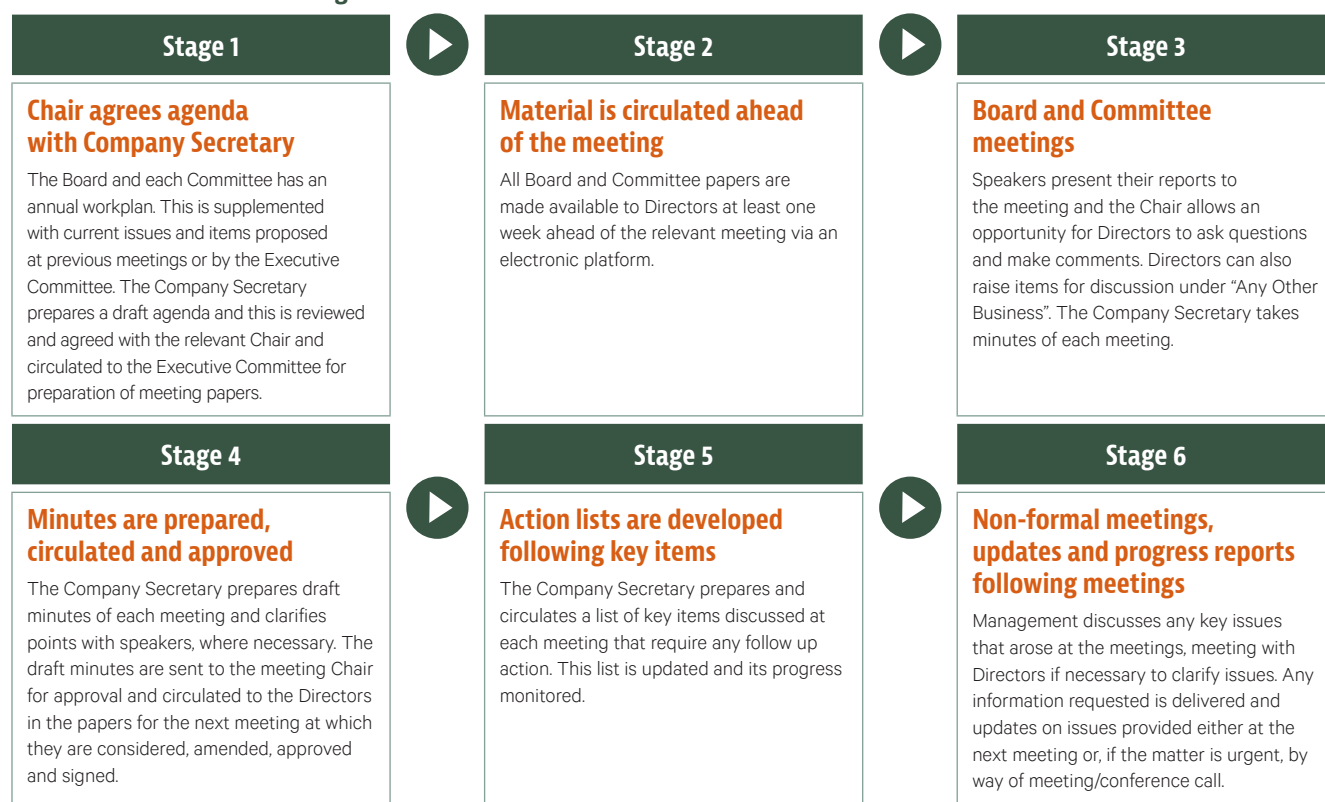 Stage 1
Chair agrees agenda
with Company Secretary
The Board and each Committee has an
annual workplan. This is supplemented
with current issues and items proposed
at previous meetings or by the Executive
Committee. The Company Secretary
prepares a draft agenda and this is reviewed
and agreed with the relevant Chair and
circulated to the Executive Committee for
preparation of meeting papers.
Stage 2
Material is circulated ahead
of the meeting
All Board and Committee papers are
made available to Directors at least one
week ahead of the relevant meeting via an
electronic platform.
Stage 3
Board and Committee
meetings
Speakers present their reports to
the meeting and the Chair allows an
opportunity for Directors to ask questions
and make comments. Directors can also
raise items for discussion under “Any Other
Business”. The Company Secretary takes
minutes of each meeting.
Stage 4
Minutes are prepared,
circulated and approved
The Company Secretary prepares draft
minutes of each meeting and clarifies
points with speakers, where necessary. The
draft minutes are sent to the meeting Chair
for approval and circulated to the Directors
in the papers for the next meeting at which
they are considered, amended, approved
and signed.
Stage 5
Action lists are developed
following key items
The Company Secretary prepares and
circulates a list of key items discussed at
each meeting that require any follow up
action. This list is updated and its progress
monitored.
Stage 6
Non-formal meetings,
updates and progress reports
following meetings
Management discusses any key issues
that arose at the meetings, meeting with
Directors if necessary to clarify issues. Any
information requested is delivered and
updates on issues provided either at the
next meeting or, if the matter is urgent, by
way of meeting/conference call.